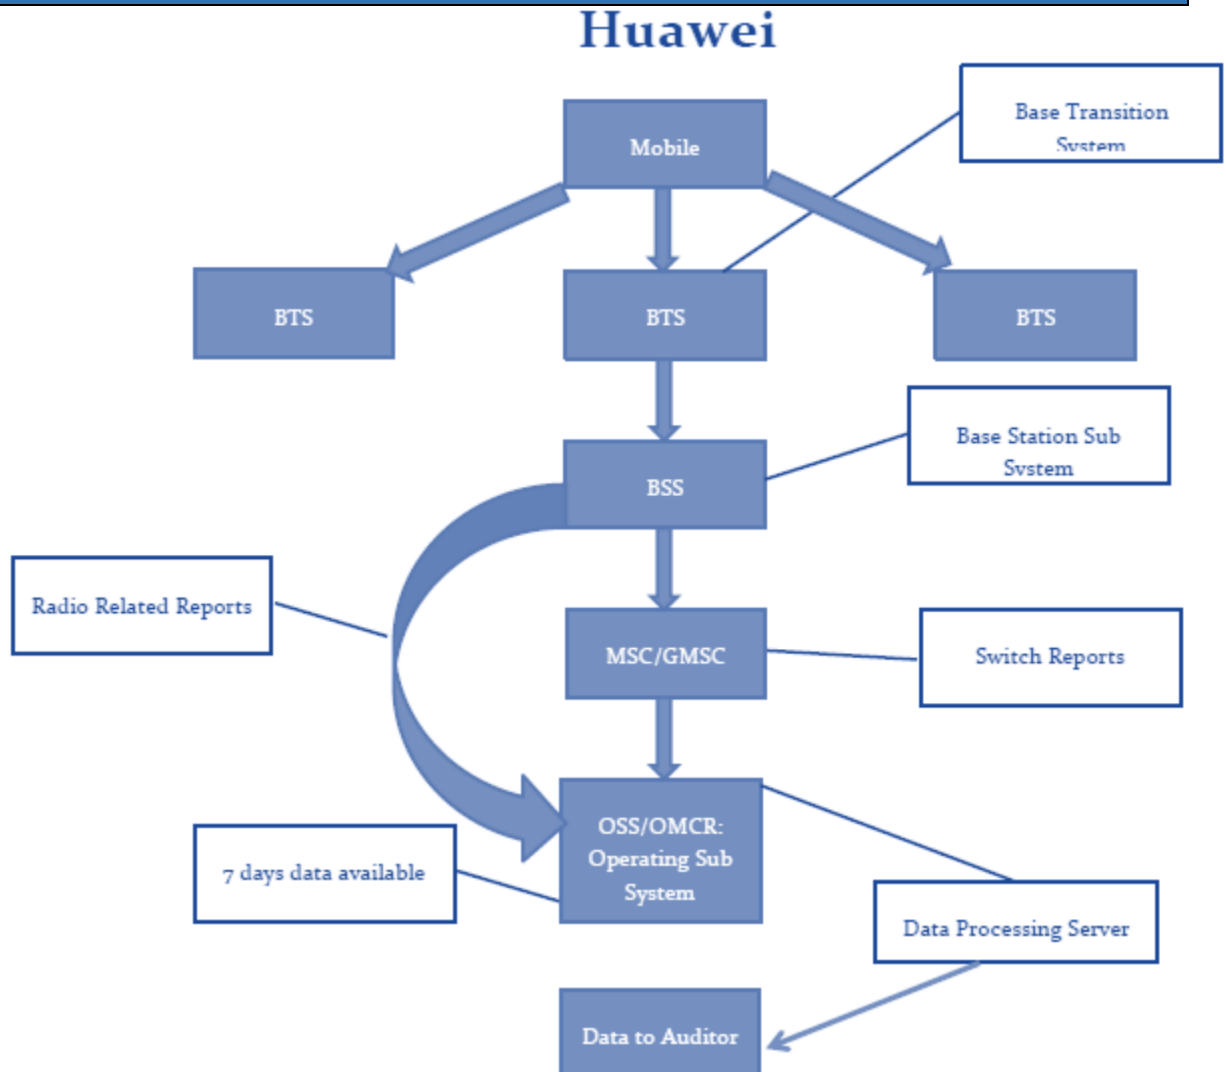 Huawei
Base Transition
System
Mobile
BTS
BTS
BTS
Base Station Sub
System
BSS
Radio Related Reports
MSC/GMSC
Switch Reports
OSS/OMCR:
Operating Sub
System
7 days data available
Data Processing Server
Data to Auditor